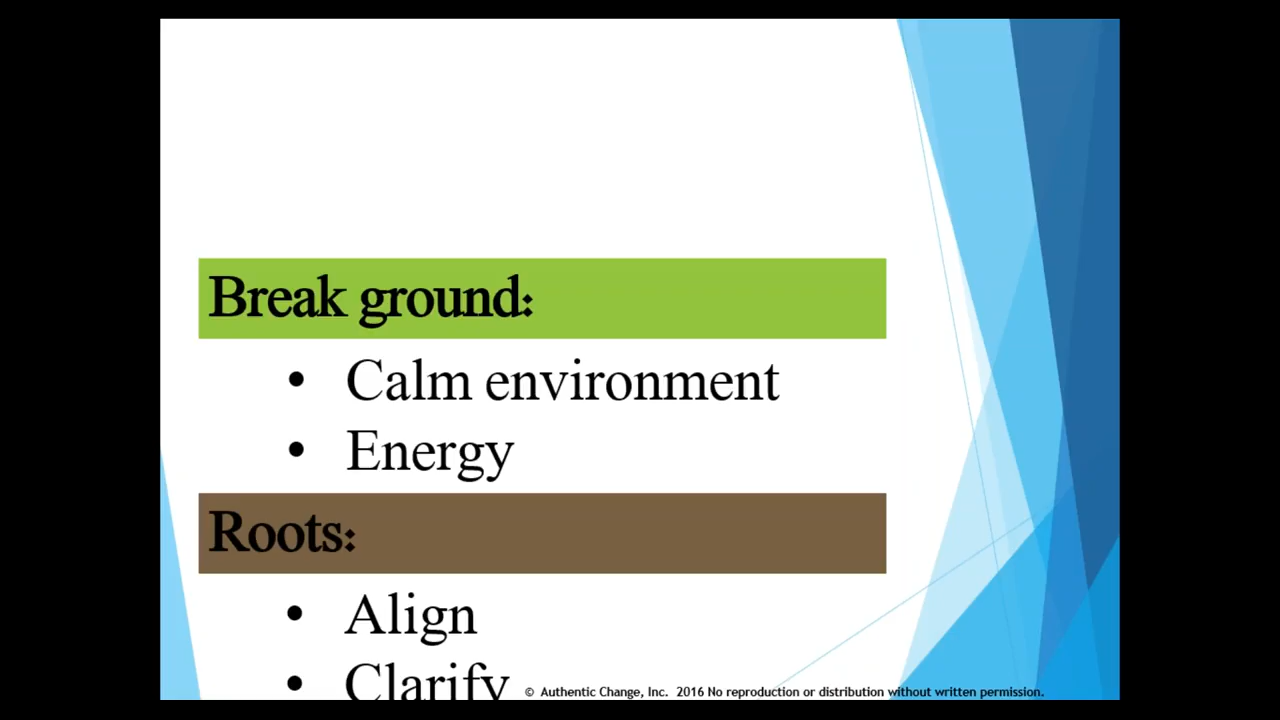 Break ground:
• Calm environment
• Energy
Roots:
• Align
• Clarify
© Authentic Change, Inc. 2016 No reproduction or distribution without written permission.